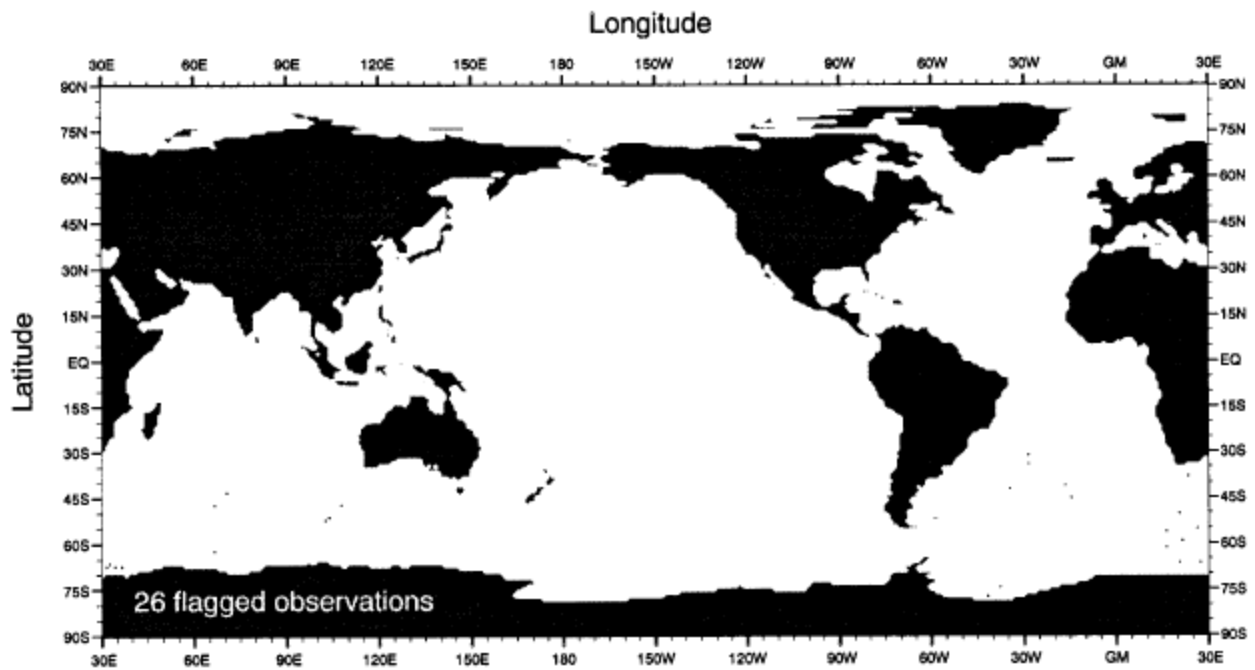 Longitude
30E 60E 90E 120E 150E 180 150W 120W 90W 60W 30W GM 30E
90N 90N
75N 75N
60N 60N
45N 45N
30N 30N
15N 15N
EQ EQ
15S 15S
30S 30S
45S 45S
60S 60S
75S 75S
90S 90S
Latitude
26 flagged observations
30E 60E 90E 120E 150E 180 150W 120W 90W 60W 30W GM 30E